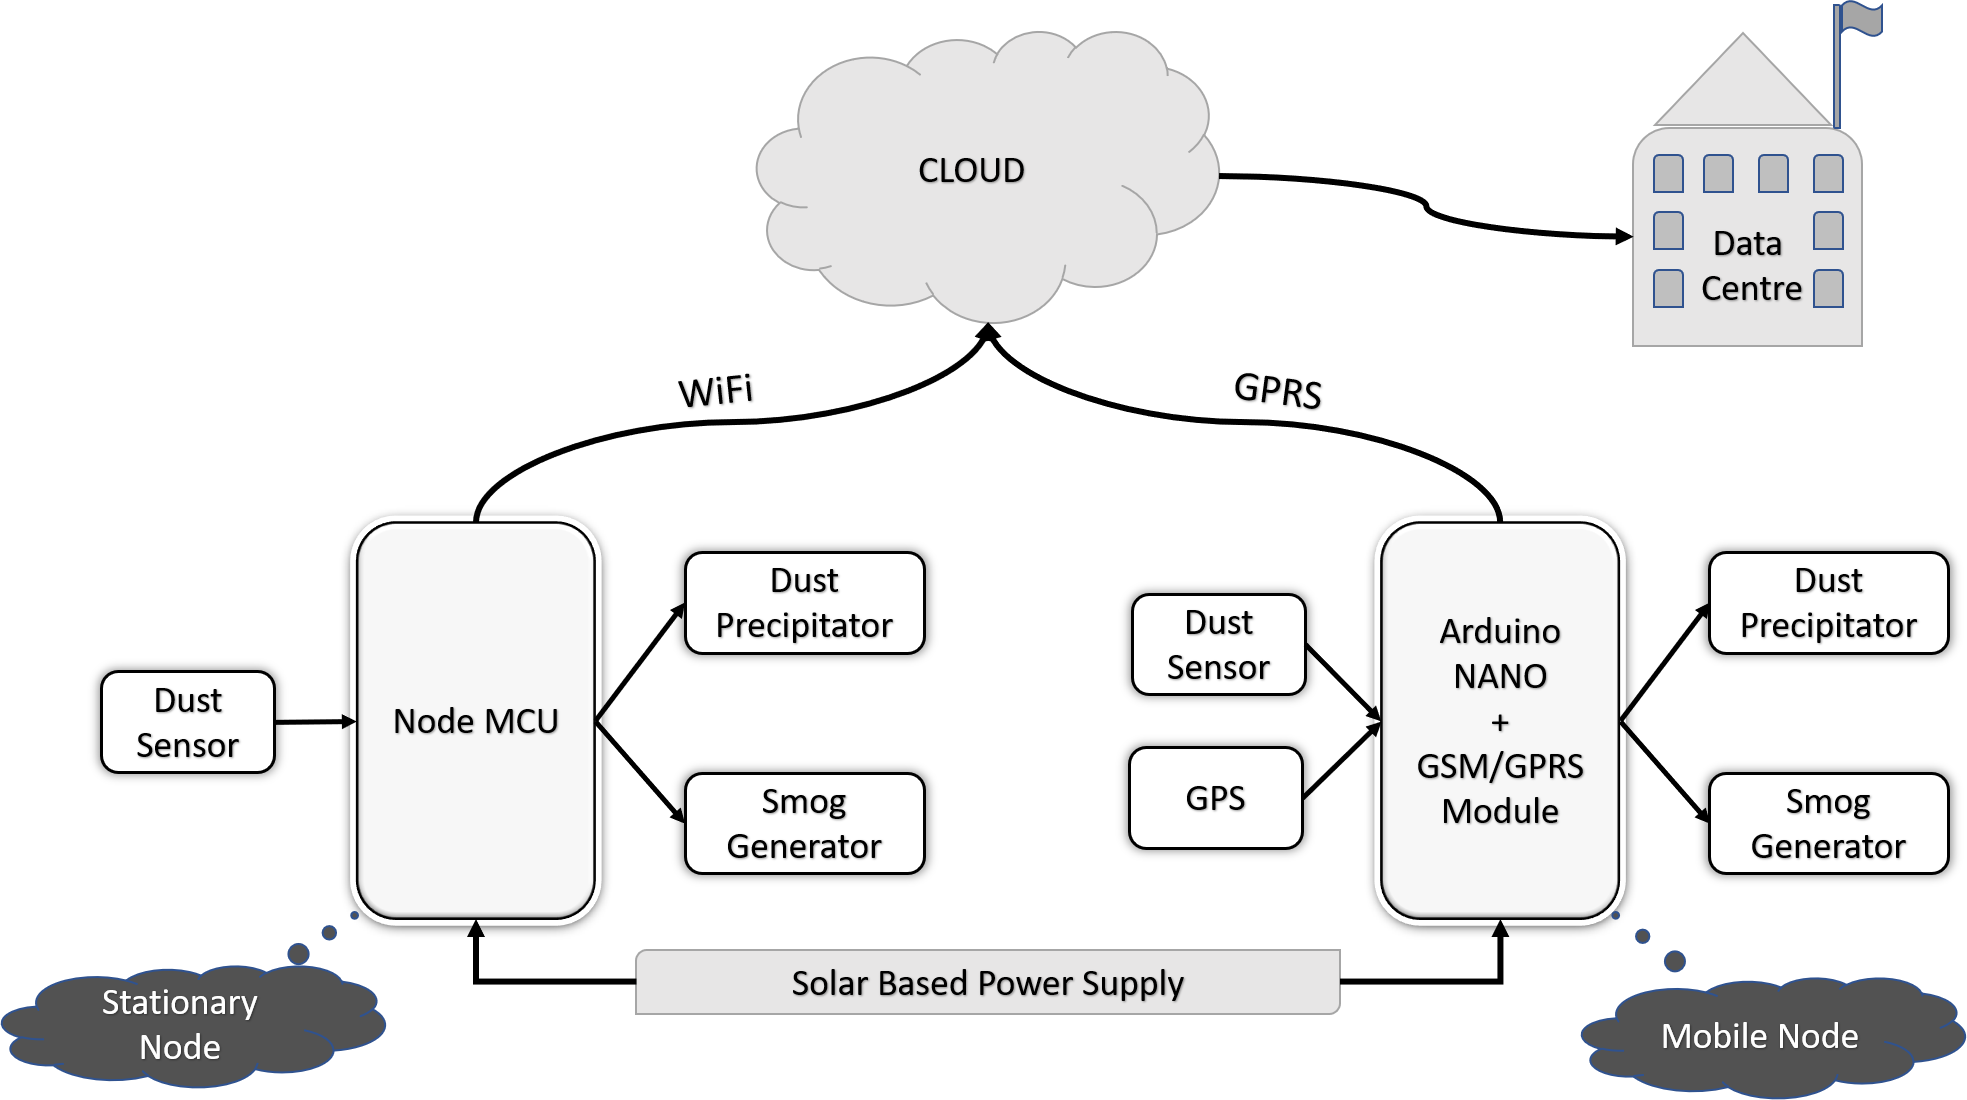 CLOUD
Data
Centre
WiFi
GPRS
Dust
Sensor
Node MCU
Dust
Precipitator
Smog
Generator
Dust
Sensor
GPS
Arduino
NANO
+
GSM/GPRS
Module
Dust
Precipitator
Smog
Generator
Solar Based Power Supply
Stationary
Node
Mobile Node